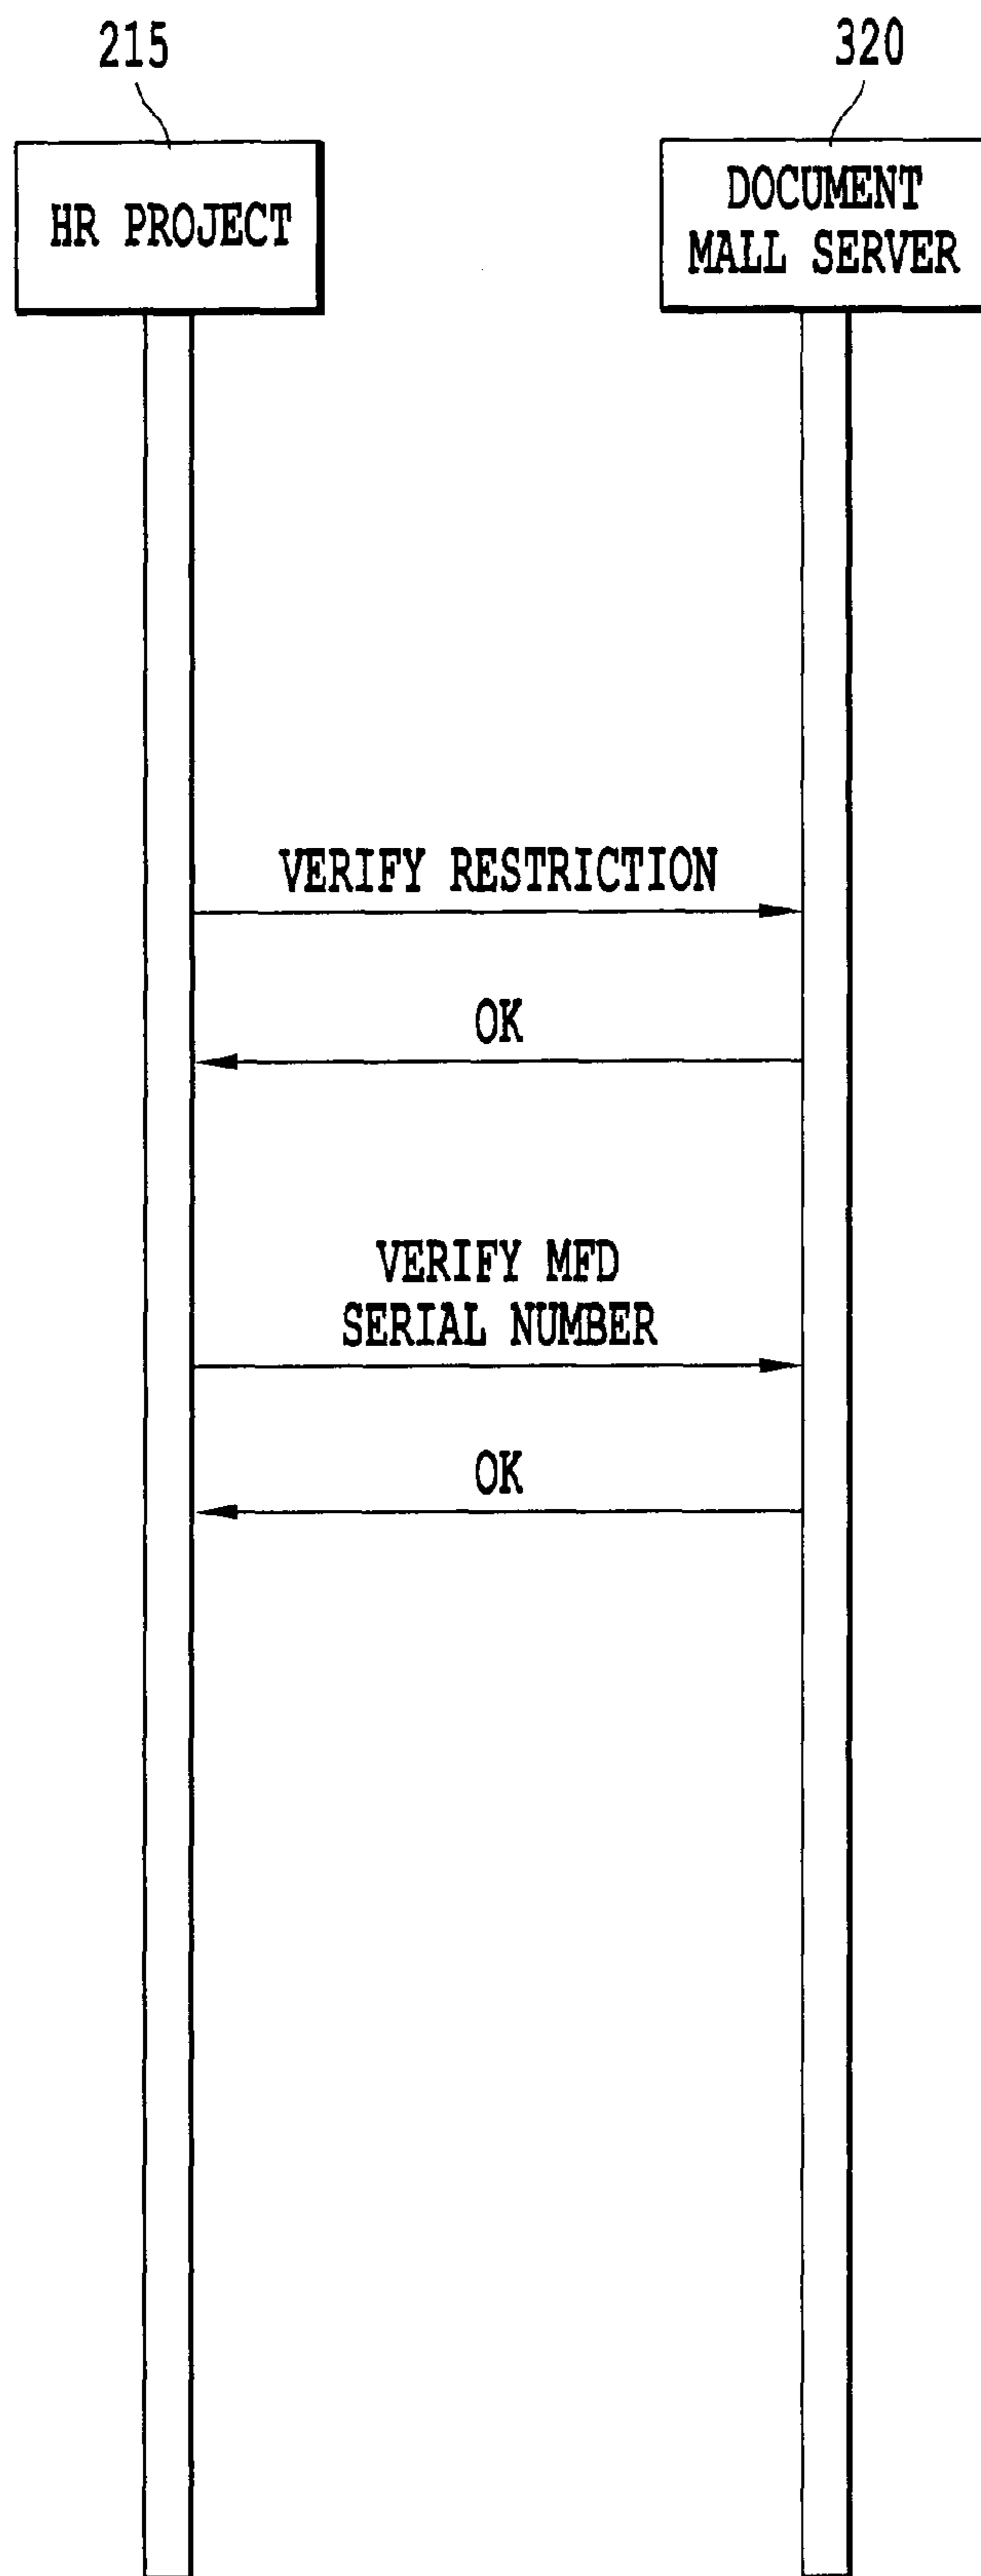 215
320
HR PROJECT
DOCUMENT
MALL SERVER
VERIFY RESTRICTION
OK
VERIFY MFD
SERIAL NUMBER
OK